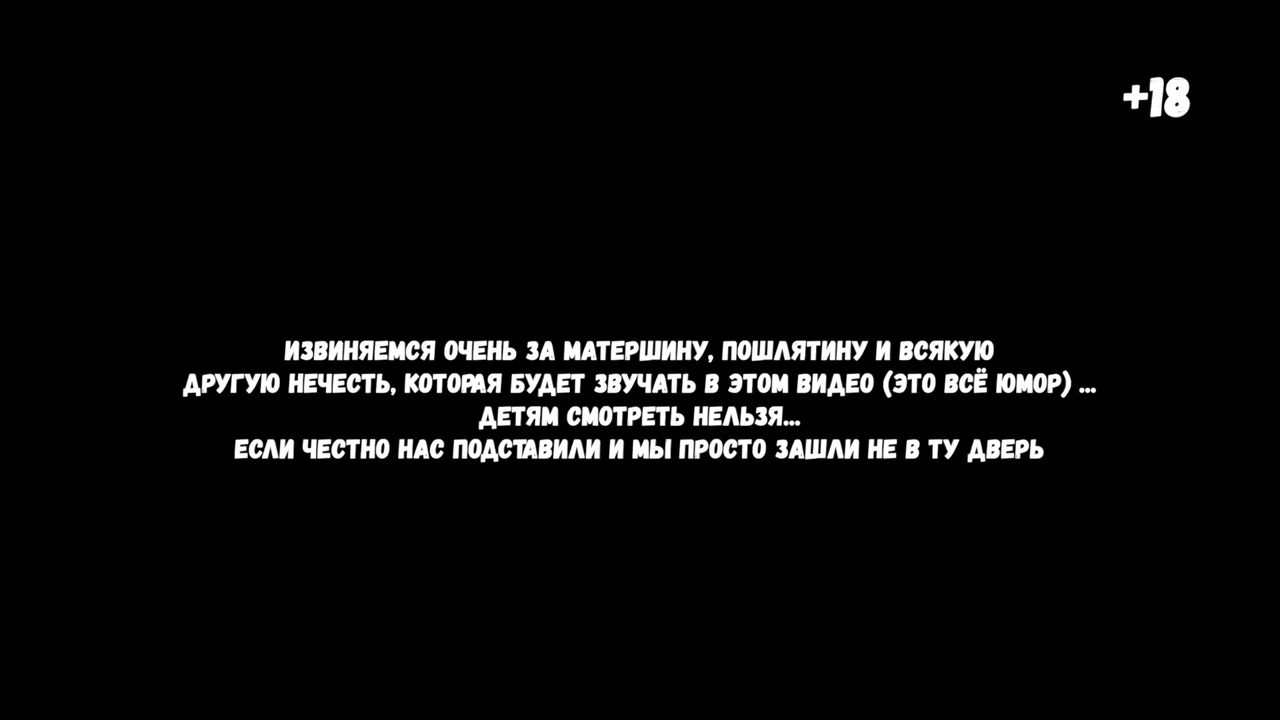 +18
ИЗВИНЯЕМСЯ ОЧЕНЬ ЗА МАТЕРШИНУ, ПОШЛЯТИНУ И ВСЯКУЮ
ДРУГУЮ НЕЧЕСТЬ, КОТОРАЯ БУДЕТ ЗВУЧАТЬ В ЭТОМ ВИДЕО (ЭТО ВСЁ ЮМОР) ...
ДЕТЯМ СМОТРЕТЬ НЕЛЬЗЯ...
ЕСЛИ ЧЕСТНО НАС ПОДСТАВИЛИ И МЫ ПРОСТО ЗАШЛИ НЕ В ТУ ДВЕРЬ